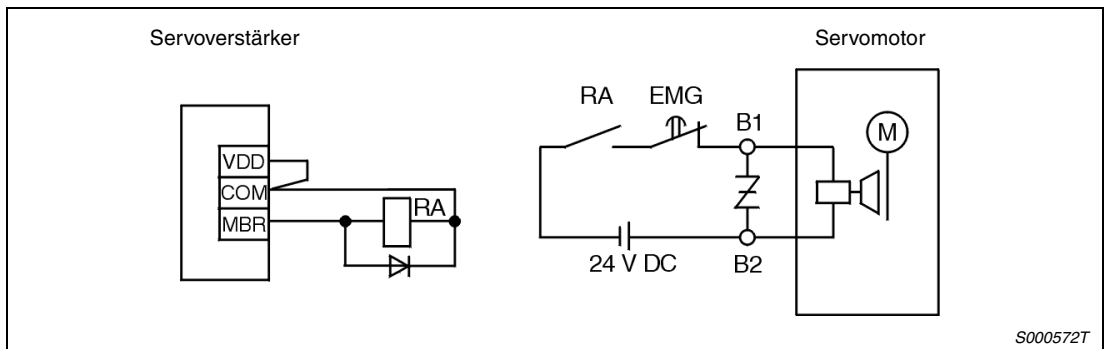 Servoverstärker
Servomotor
RA
EMG
B1
M
VDD
COM
RA
MBR
24 V DC
B2
S000572T